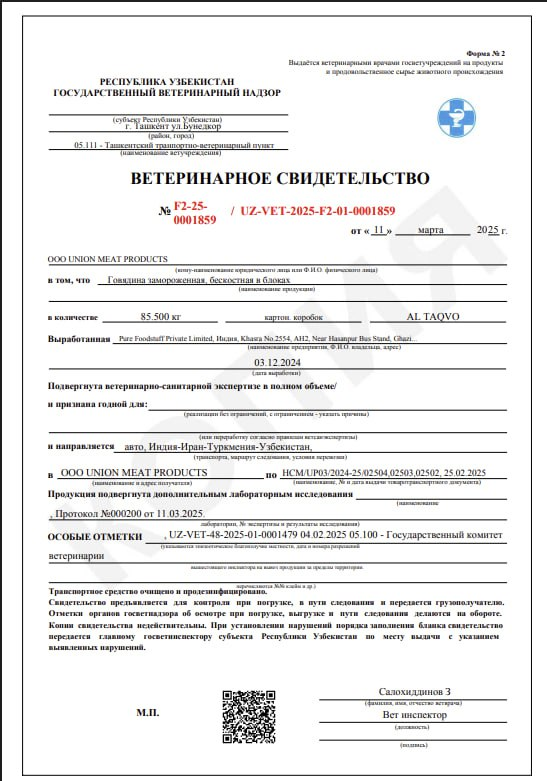 Форма № 2
Выдаётся ветеринарными врачами госветучреждений на продукты
и продовольственное сырье животного происхождения
РЕСПУБЛИКА УЗБЕКИСТАН
ГОСУДАРСТВЕННЫЙ ВЕТЕРИНАРНЫЙ НАДЗОР
(субъект Республики Узбекистан)
г. Ташкент ул.Бунедкор
(район, город)
05.111 - Ташкентский транпортно-ветеринарный пункт
(наименование ветучреждения)
ВЕТЕРИНАРНОЕ СВИДЕТЕЛЬСТВО
№ F2-25-0001859 / UZ-VET-2025-F2-01-0001859
от « 11 » марта 2025 г.
ООО UNION MEAT PRODUCTS
(кому-наименование юридического лица или Ф.И.О. физического лица)
в том, что Говядина замороженная, бескостная в блоках
(наименование продукции)
в количестве 85.500 кг картон. коробок AL TAQVO
Выработанная Pure Foodstuff Private Limited, Индия, Khasra No.2554, AH2, Near Hasanpur Bus Stand, Ghazi...
(наименование предприятия, Ф.И.О. владельца, адрес)
03.12.2024
(дата выработки)
Подвергнута ветеринарно-санитарной экспертизе в полном объеме/
и признана годной для:
(реализации без ограничений, с ограничением - указать причины)
(или переработку согласно правилам ветсанэкспертизы)
и направляется авто, Индия-Иран-Туркмения-Узбекистан,
(транспорта, маршрут следования, условия перевозки)
в ООО UNION MEAT PRODUCTS по HCM/UP03/2024-25/02504,02503,02502, 25.02.2025
(наименование и адрес получателя) (наименование, № и дата выдачи товаротранспортного документа)
Продукция подвергнута дополнительным лабораторным исследования
(наименование
, Протокол №000200 от 11.03.2025.
лаборатории, № экспертизы и результаты исследования)
ОСОБЫЕ ОТМЕТКИ , UZ-VET-48-2025-01-0001479 04.02.2025 05.100 - Государственный комитет
(указываются эпизоотическое благополучие местности, дата и номера разрешений
ветеринарии
вышестоящего госинспектора на вывоз продукции за пределы территории
перечисляются №№ клейм и др.)
Транспортное средство очищено и продезинфицировано.
Свидетельство предъявляется для контроля при погрузке, в пути следования и передается грузополучателю.
Отметки органов госветнадзора об осмотре при погрузке, выгрузке и пути следования делаются на обороте.
Копии свидетельства недействительны. При установлении нарушений порядка заполнения бланка свидетельство
передается главному госветинспектору субъекта Республики Узбекистан по месту выдачи с указанием
выявленных нарушений.
КОПИЯ
Салохиддинов З
(фамилия, имя, отчество ветврача)
М.П.
Вет инспектор
(должность)
(подпись)